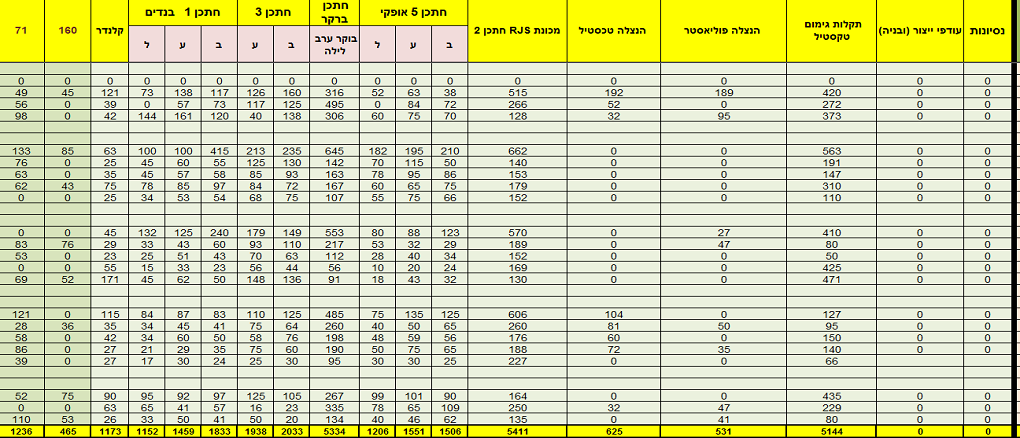 נסיונות עודפי ייצור (ובניה) תקלות גימום טקסטיל הנצלה פוליאסטר הנצלה טכסטיל מכונת RJS חתכן 2 חתכן 5 אופקי חתכן ברקר חתכן 3 חתכן 1 בנדים קלנדר 160 71
ב ע ל בוקר ערב לילה ב ע ב ע ל
0 0 0 0 0 0 0 0 0 0 0 0 0 0 0 0 0 0
0 0 420 189 192 515 38 63 52 316 160 126 117 138 73 121 45 49
0 0 272 0 52 266 72 84 0 495 125 117 73 57 0 39 0 56
0 0 373 95 32 128 70 75 60 306 138 40 120 161 144 42 0 98
0 0 563 0 0 662 210 195 182 645 235 213 415 100 100 63 85 133
0 0 191 0 0 140 50 115 70 142 130 125 55 60 45 25 0 76
0 0 147 0 0 153 86 95 78 163 93 85 58 57 45 35 0 63
0 0 310 0 0 179 75 65 60 167 72 84 97 85 78 75 43 62
0 0 110 0 0 152 66 75 55 107 75 68 54 53 34 25 0 0
0 0 410 27 0 570 123 88 80 553 149 179 240 125 132 45 0 0
0 0 80 47 0 189 29 32 53 217 110 93 60 43 33 29 76 83
0 0 50 0 0 152 34 40 28 112 63 70 43 51 25 23 0 53
0 0 425 0 0 169 24 20 10 56 44 56 23 33 15 55 0 0
0 0 471 0 0 130 32 43 18 91 136 148 50 62 45 171 52 69
0 0 127 0 104 606 125 135 75 485 125 110 83 87 84 115 0 121
0 0 95 50 81 260 65 50 40 260 64 75 41 45 34 35 36 28
0 0 150 0 60 176 56 59 48 198 76 58 50 60 34 42 0 58
0 0 140 35 72 188 65 75 50 190 60 75 35 29 21 27 0 86
66 0 0 227 25 30 30 95 30 25 24 30 17 27 0 39
0 0 435 0 0 164 90 101 99 267 105 125 97 92 95 90 75 52
0 0 229 47 32 250 109 65 78 335 23 16 57 41 65 63 0 0
0 0 80 41 0 135 62 46 40 134 20 50 41 50 33 26 53 110
0 0 5144 531 625 5411 1506 1551 1206 5334 2033 1938 1833 1459 1152 1173 465 1236